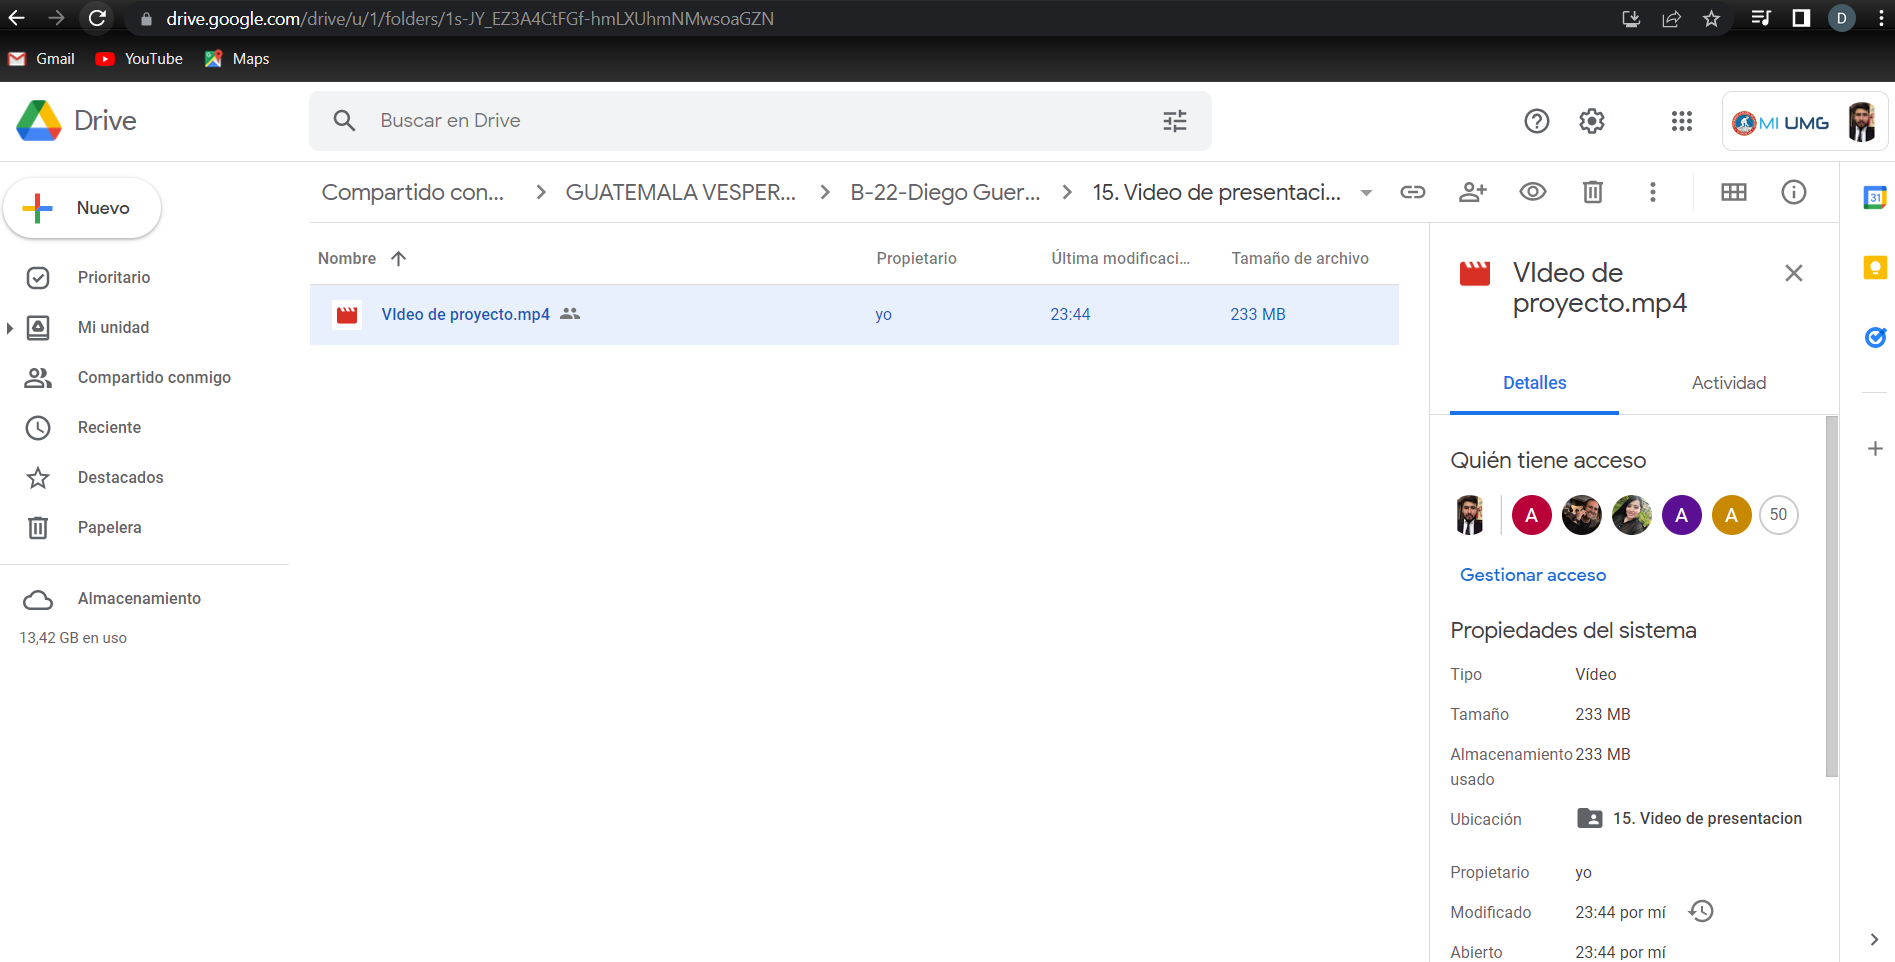 drive.google.com/drive/u/1/folders/1s-JY_EZ3A4CtFGf-hmLXUhmNMwsoaGZN
D
Gmail YouTube Maps
Drive
Buscar en Drive
MI UMG
Nuevo
Compartido con... GUATEMALA VESPER... B-22-Diego Guer... 15. Video de presentaci...
31
Prioritario
Mi unidad
Compartido conmigo
Reciente
Destacados
Papelera
Almacenamiento
13,42 GB en uso
Nombre Propietario Última modificaci... Tamaño de archivo
VIdeo de proyecto.mp4 yo 23:44 233 MB
VIdeo de
proyecto.mp4
Detalles Actividad
Quién tiene acceso
A A A 50
Gestionar acceso
Propiedades del sistema
Tipo Vídeo
Tamaño 233 MB
Almacenamiento 233 MB
usado
Ubicación 15. Video de presentacion
Propietario yo
Modificado 23:44 por mí
Abierto 23:44 por mí